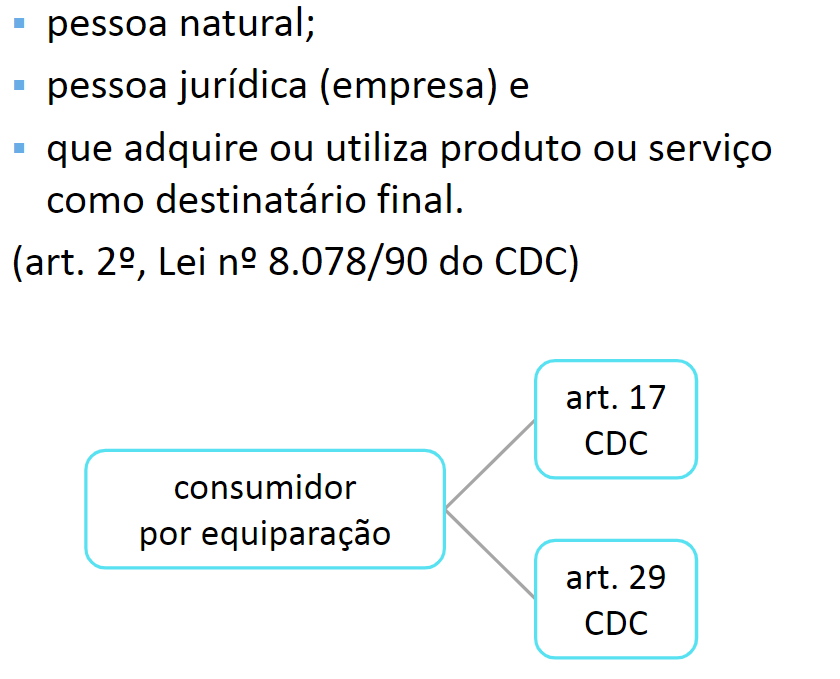 ▪ pessoa natural;
▪ pessoa jurídica (empresa) e
▪ que adquire ou utiliza produto ou serviço
como destinatário final.
(art. 2º, Lei nº 8.078/90 do CDC)
art. 17
CDC
consumidor
por equiparação
art. 29
CDC